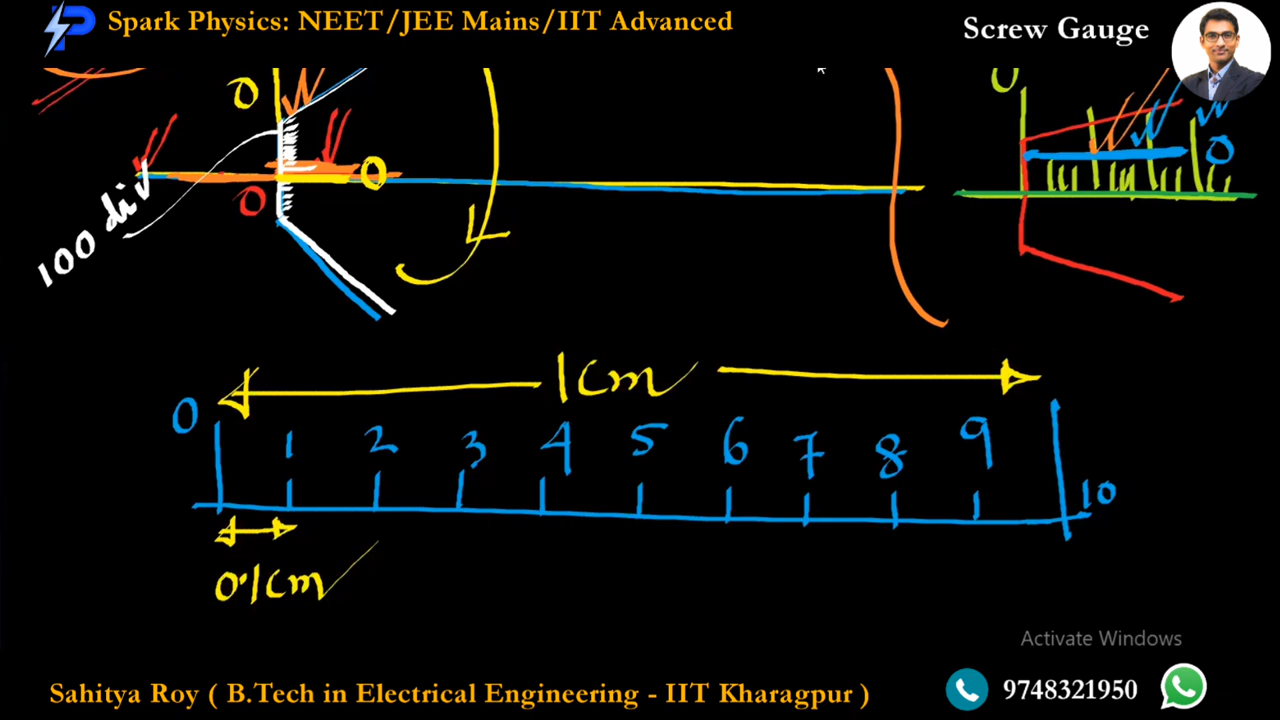 Spark Physics: NEET/JEE Mains/IIT Advanced
Screw Gauge
0
0
0
0
0
100 div
1cm
0 1 2 3 4 5 6 7 8 9 10
0.1cm
Activate Windows
Sahitya Roy ( B.Tech in Electrical Engineering - IIT Kharagpur )
9748321950